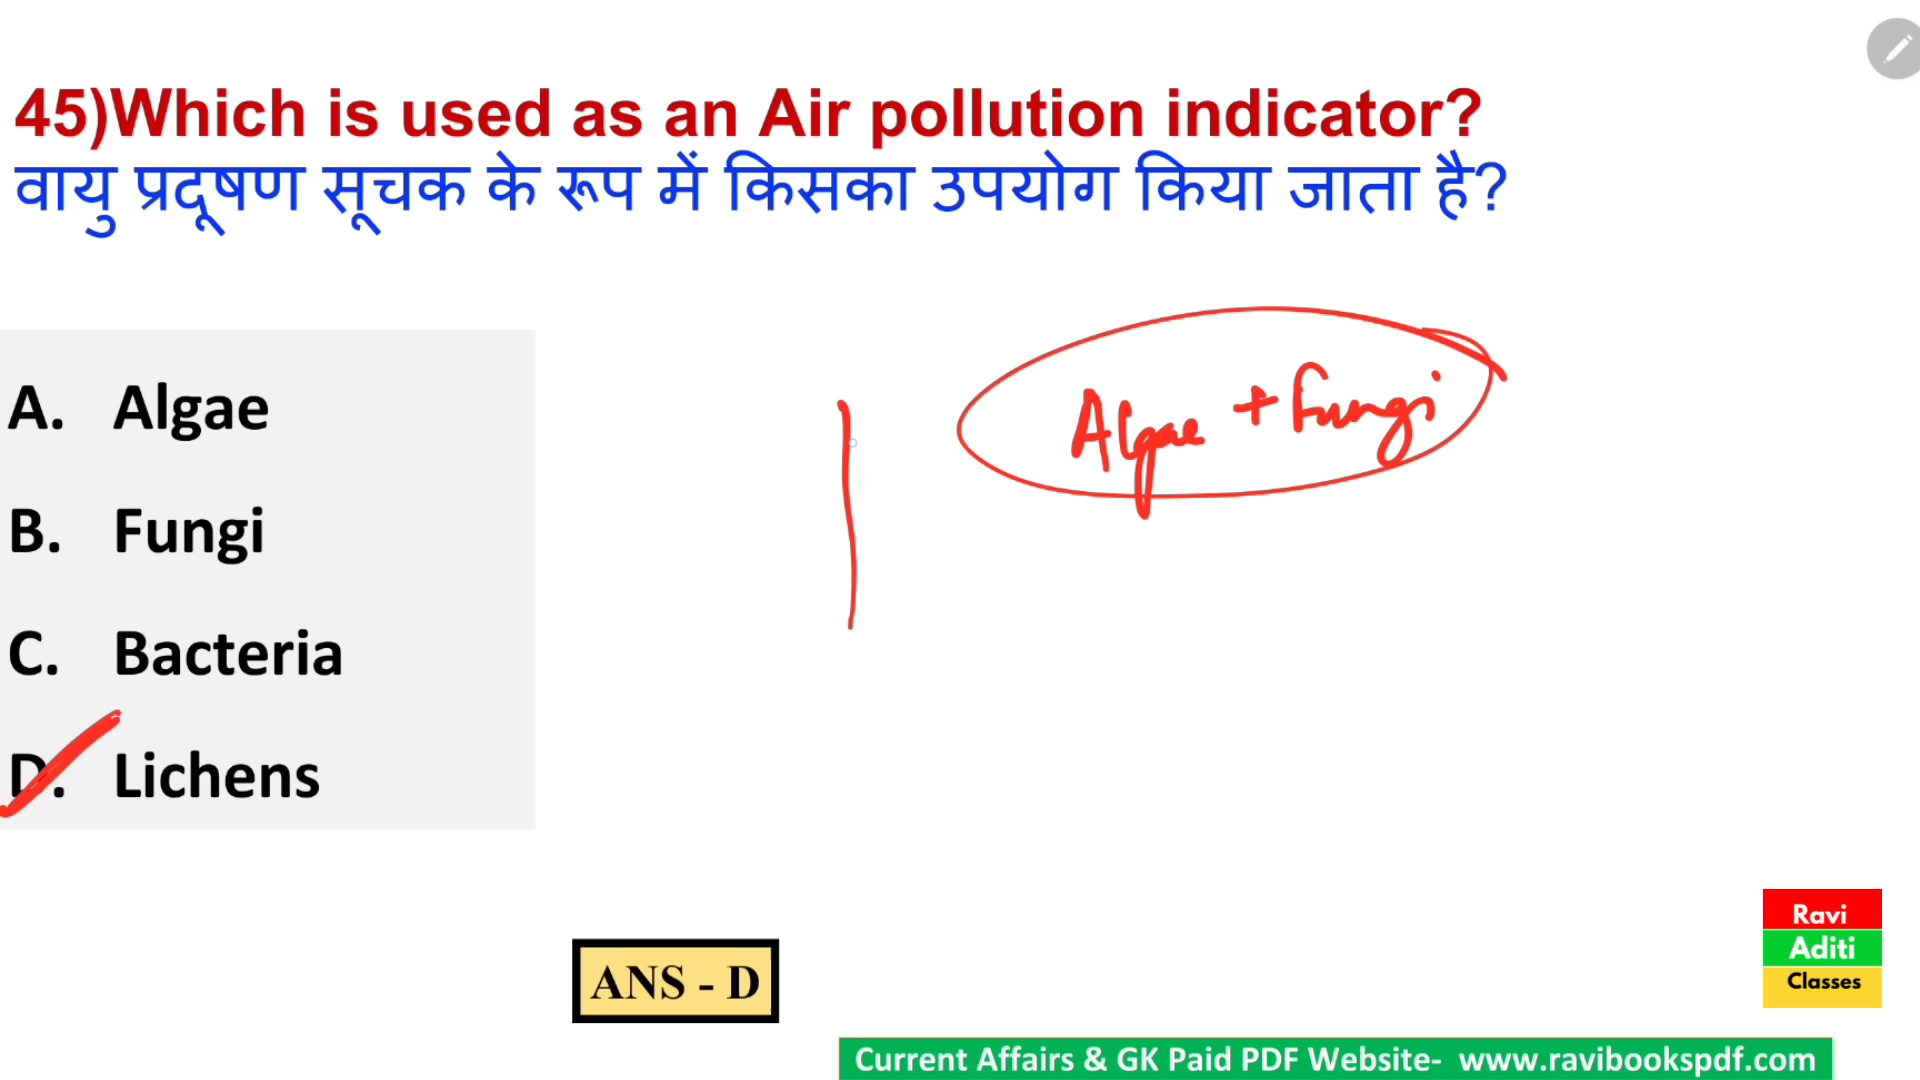 45)Which is used as an Air pollution indicator?
वायु प्रदूषण सूचक के रूप में किसका उपयोग किया जाता है?
A. Algae
B. Fungi
C. Bacteria
D. Lichens
Algae + Fungi
ANS - D
Ravi
Aditi
Classes
Current Affairs & GK Paid PDF Website- www.ravibookspdf.com